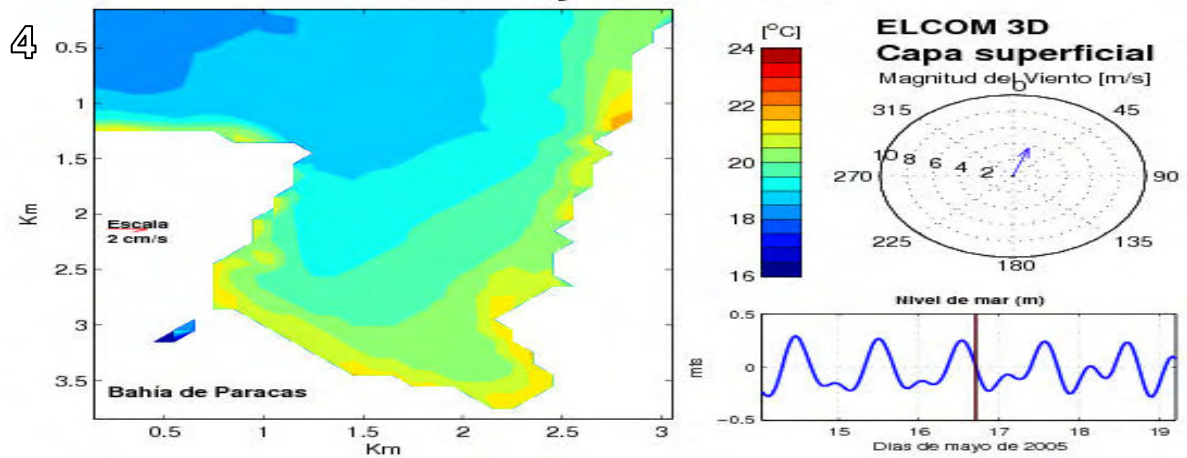 4
0.5
1
1.5
2
2.5
3
3.5
Km
Escala
2 cm/s
Bahía de Paracas
0.5
1
1.5
2
2.5
3
Km
[°C]
24
22
20
18
16
ELCOM 3D
Capa superficial
Magnitud del Viento [m/s]
0
315
45
10 8 6 4 2
270
90
225
135
180
Nivel de mar (m)
0.5
0
−0.5
mts
15
16
17
18
19
Dias de mayo de 2005